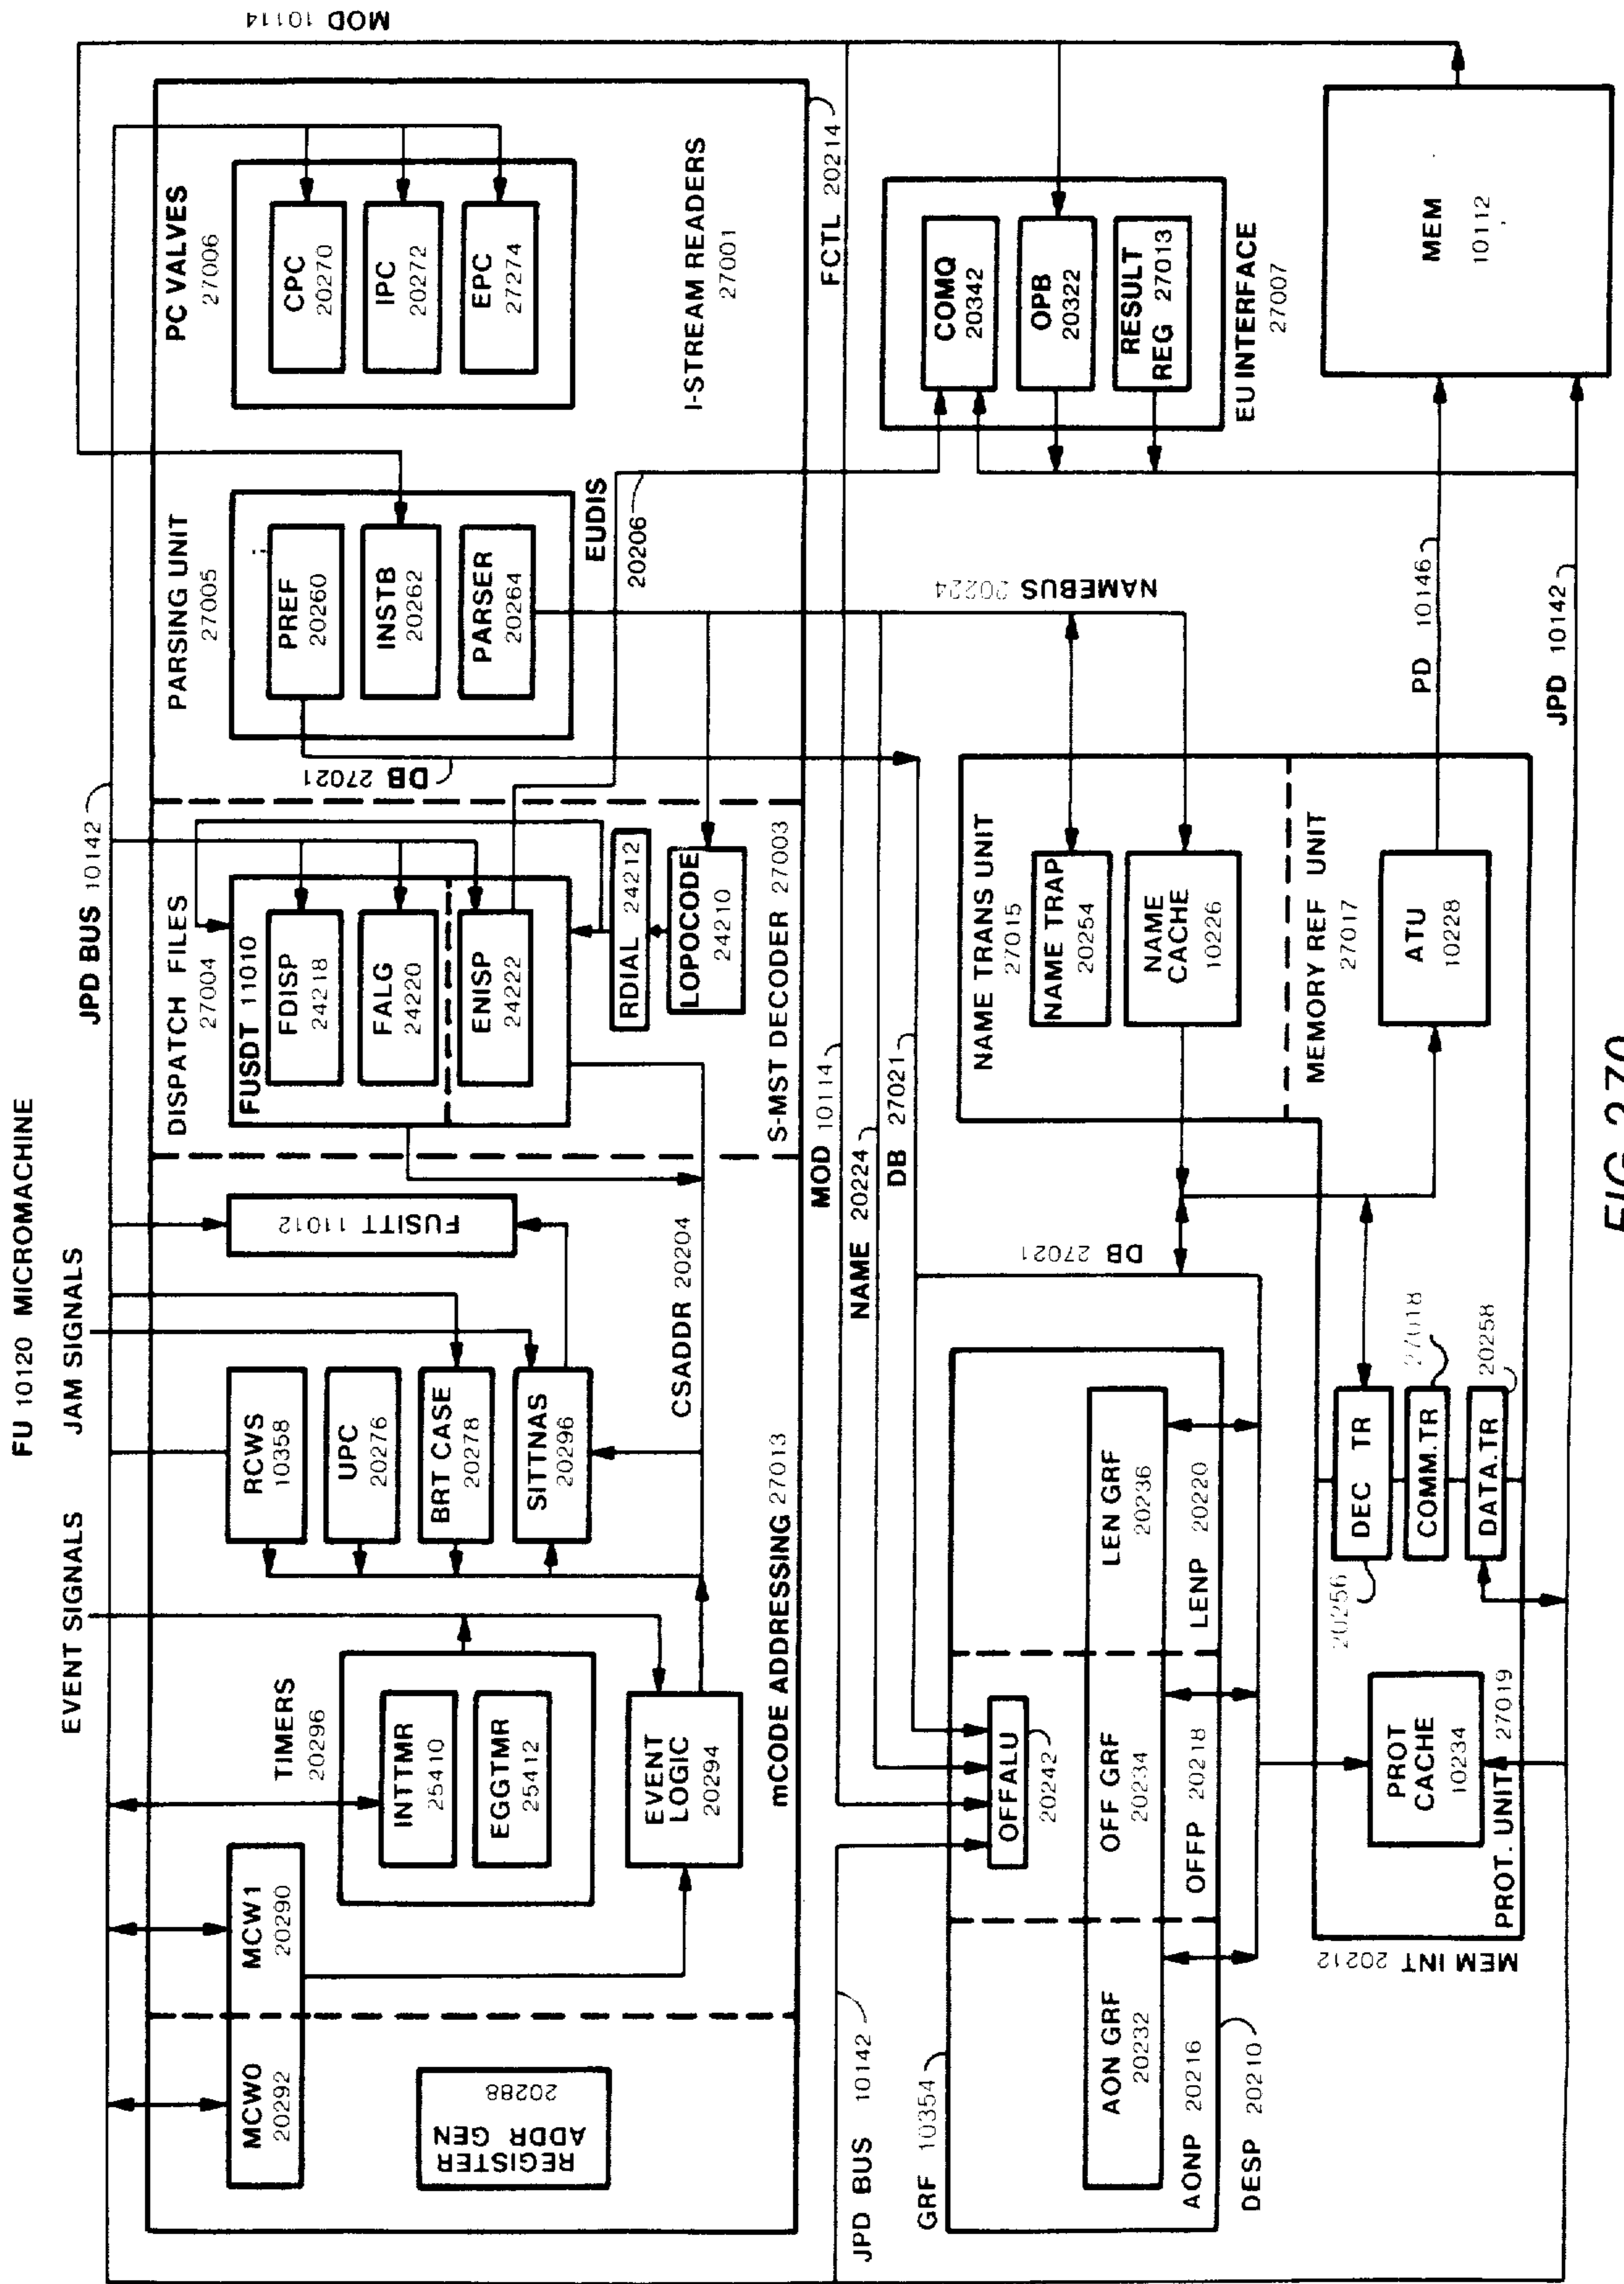 FU 10120 MICROMACHINE
EVENT SIGNALS
JAM SIGNALS
JPD BUS 10142
MOD 10114
MCW0
20292
MCW1
20290
REGISTER
ADDR GEN
20288
TIMERS
20296
INTTMR
25410
EGGTMR
25412
EVENT
LOGIC
20294
RCWS
10358
UPC
20276
BRT CASE
20278
SITTNAS
20296
FUSITT 11012
CSADDR 20204
mCODE ADDRESSING 27013
DISPATCH FILES
27004
FUSDT 11010
FDISP
24218
FALG
24220
ENISP
24222
RDIAL 24212
LOPOCODE
24210
S-MST DECODER 27003
DB 27021
PARSING UNIT
27005
PREF
20260
INSTB
20262
PARSER
20264
EUDIS
20206
PC VALVES
27006
CPC
20270
IPC
20272
EPC
27274
I-STREAM READERS
27001
FCTL 20214
MOD 10114
NAME 20224
DB 27021
NAMEBUS 20224
COMQ
20342
OPB
20322
RESULT
REG 27013
EU INTERFACE
27007
JPD BUS 10142
GRF 10354
OFFALU
20242
AON GRF
20232
OFF GRF
20234
LEN GRF
20236
AONP 20216
OFFP 20218
LENP 20220
DESP 20210
DB 27021
NAME TRANS UNIT
27015
NAME TRAP
20254
NAME
CACHE
10226
MEMORY REF UNIT
27017
ATU
10228
PD 10146
JPD 10142
MEM
10112
MEM INT 20212
PROT
CACHE
10234
PROT. UNIT 27019
20256
DEC TR
COMM.TR
27018
DATA.TR
20258
FIG 270